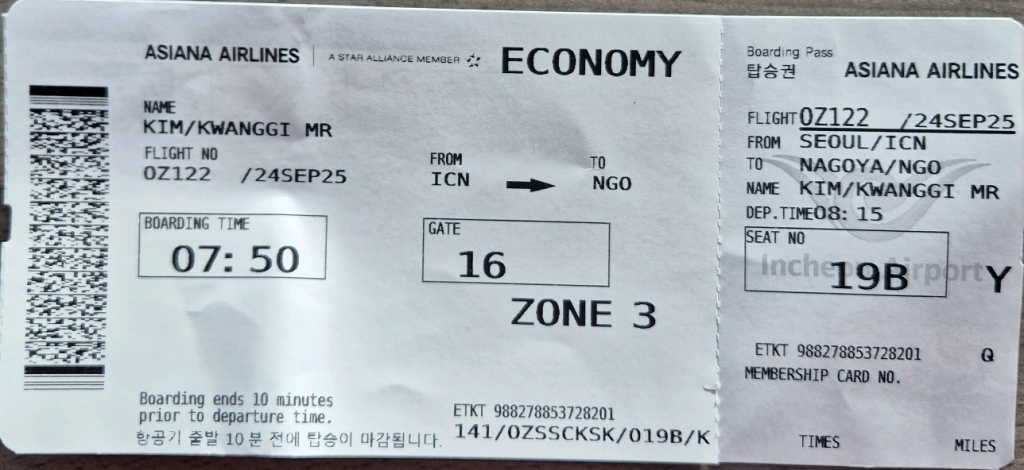 ASIANA AIRLINES | A STAR ALLIANCE MEMBER
ECONOMY
NAME
KIM/KWANGGI MR
FLIGHT NO
OZ122 /24SEP25
FROM
ICN
TO
NGO
BOARDING TIME
07:50
GATE
16
ZONE 3
Boarding ends 10 minutes
prior to departure time.
항공기 출발 10분 전에 탑승이 마감됩니다.
ETKT 988278853728201
141/OZSSCKSK/019B/K
Boarding Pass
탑승권
ASIANA AIRLINES
FLIGHT OZ122 /24SEP25
FROM SEOUL/ICN
TO NAGOYA/NGO
NAME KIM/KWANGGI MR
DEP.TIME 08:15
SEAT NO
Incheon Airport
19B Y
ETKT 988278853728201 Q
MEMBERSHIP CARD NO.
TIMES MILES